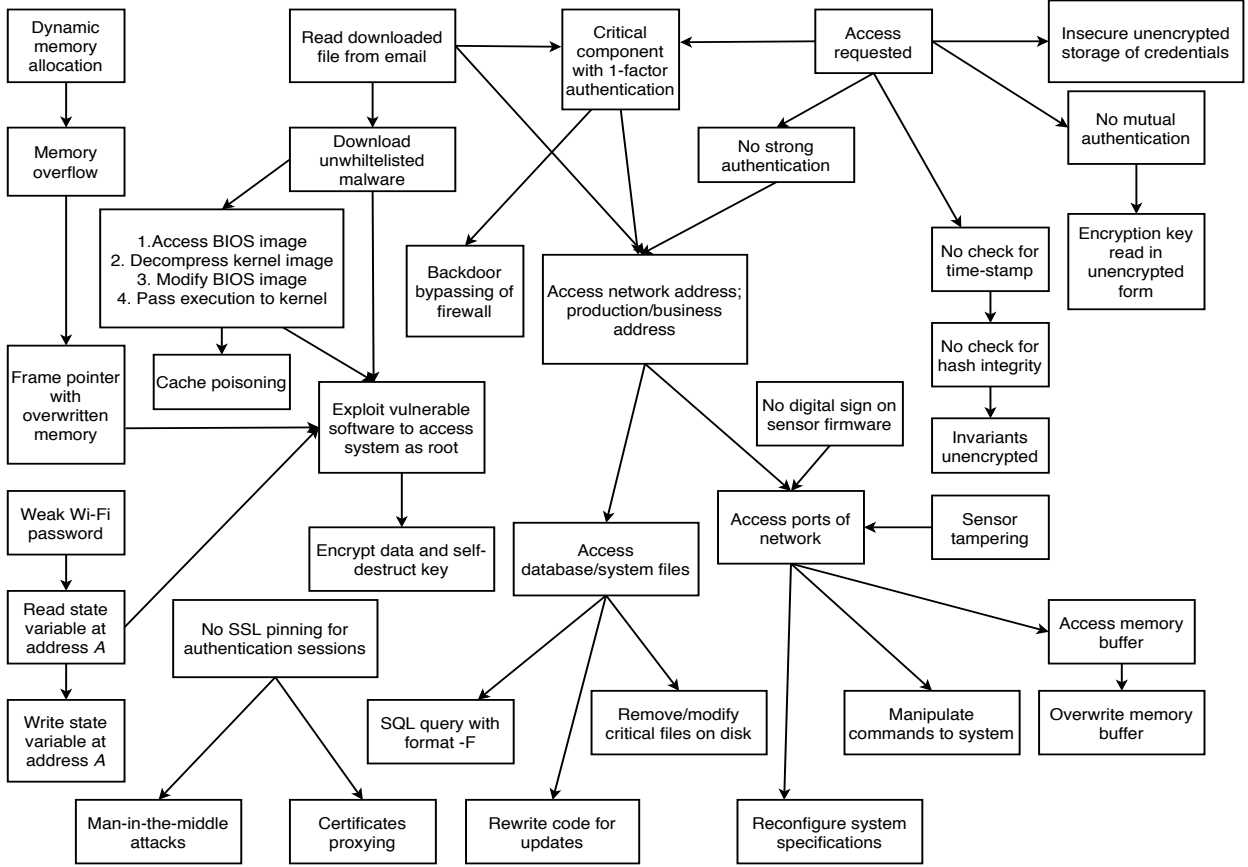 Dynamic
memory
allocation
Read downloaded
file from email
Critical
component
with 1-factor
authentication
Access
requested
Insecure unencrypted
storage of credentials
No mutual
authentication
Memory
overflow
Download
unwhiltelisted
malware
No strong
authentication
1.Access BIOS image
2. Decompress kernel image
3. Modify BIOS image
4. Pass execution to kernel
Backdoor
bypassing of
firewall
Access network address;
production/business
address
No check for
time-stamp
Encryption key
read in
unencrypted
form
Frame pointer
with
overwritten
memory
Cache poisoning
Exploit vulnerable
software to access
system as root
No digital sign on
sensor firmware
No check for
hash integrity
Invariants
unencrypted
Weak Wi-Fi
password
Encrypt data and self-
destruct key
Access
database/system files
Access ports of
network
Sensor
tampering
Read state
variable at
address A
No SSL pinning for
authentication sessions
Access memory
buffer
Write state
variable at
address A
SQL query with
format -F
Remove/modify
critical files on disk
Manipulate
commands to system
Overwrite memory
buffer
Man-in-the-middle
attacks
Certificates
proxying
Rewrite code for
updates
Reconfigure system
specifications